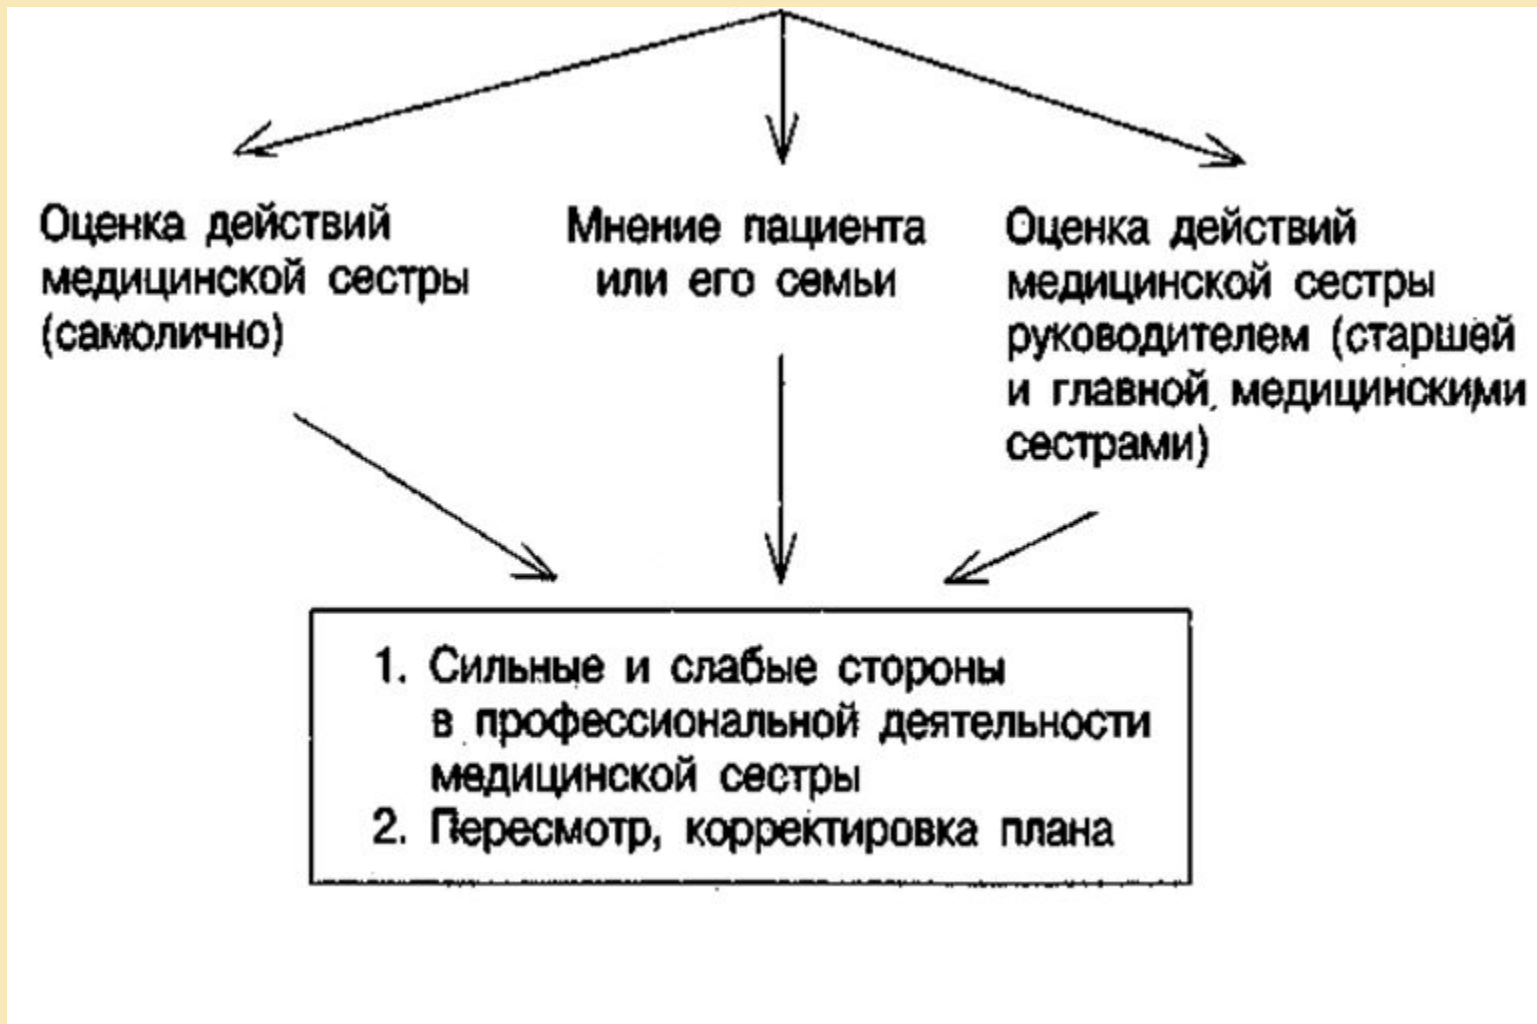 Оценка действий
медицинской сестры
(самолично)
Мнение пациента
или его семьи
Оценка действий
медицинской сестры
руководителем (старшей
и главной медицинскими
сестрами)
1. Сильные и слабые стороны
в профессиональной деятельности
медицинской сестры
2. Пересмотр, корректировка плана